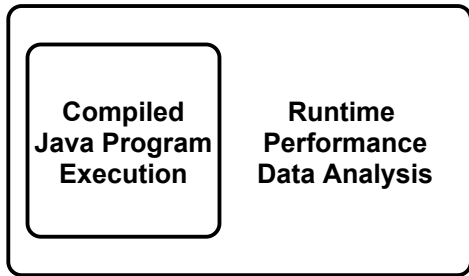 Compiled
Java Program
Execution
Runtime
Performance
Data Analysis